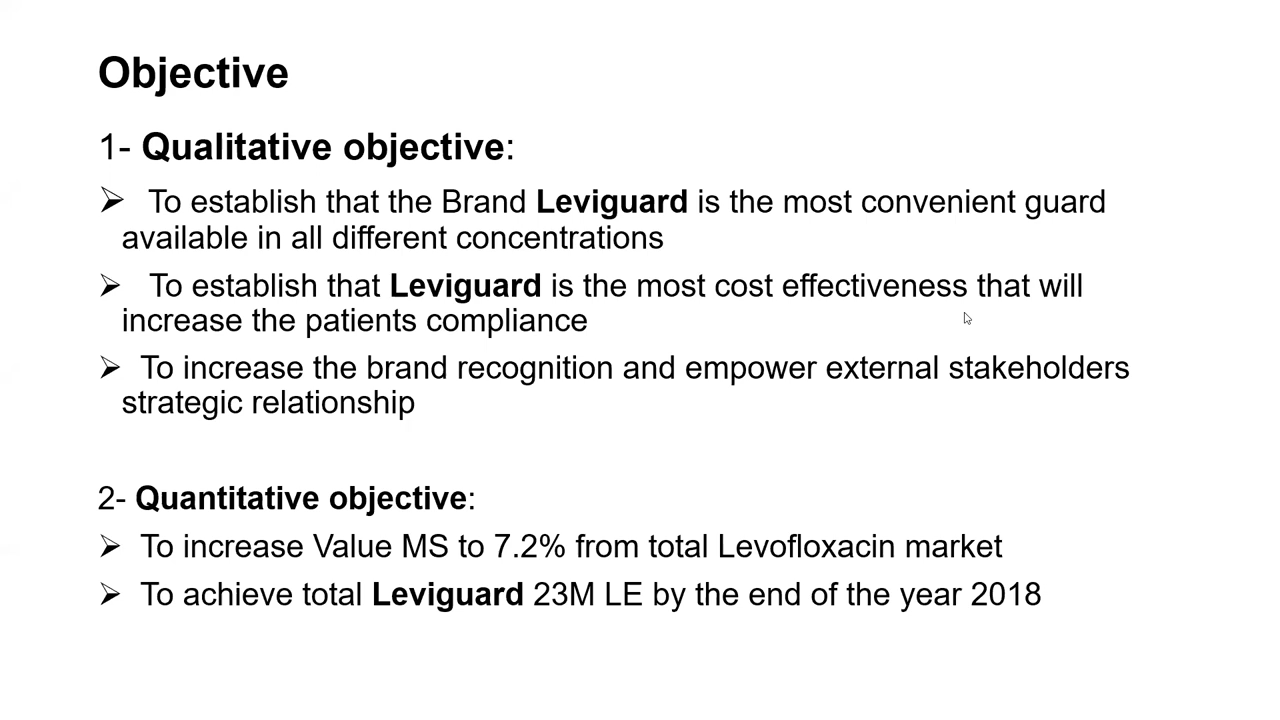 Objective
1- Qualitative objective:
➢ To establish that the Brand Leviguard is the most convenient guard
available in all different concentrations
➢ To establish that Leviguard is the most cost effectiveness that will
increase the patients compliance
➢ To increase the brand recognition and empower external stakeholders
strategic relationship
2- Quantitative objective:
➢ To increase Value MS to 7.2% from total Levofloxacin market
➢ To achieve total Leviguard 23M LE by the end of the year 2018